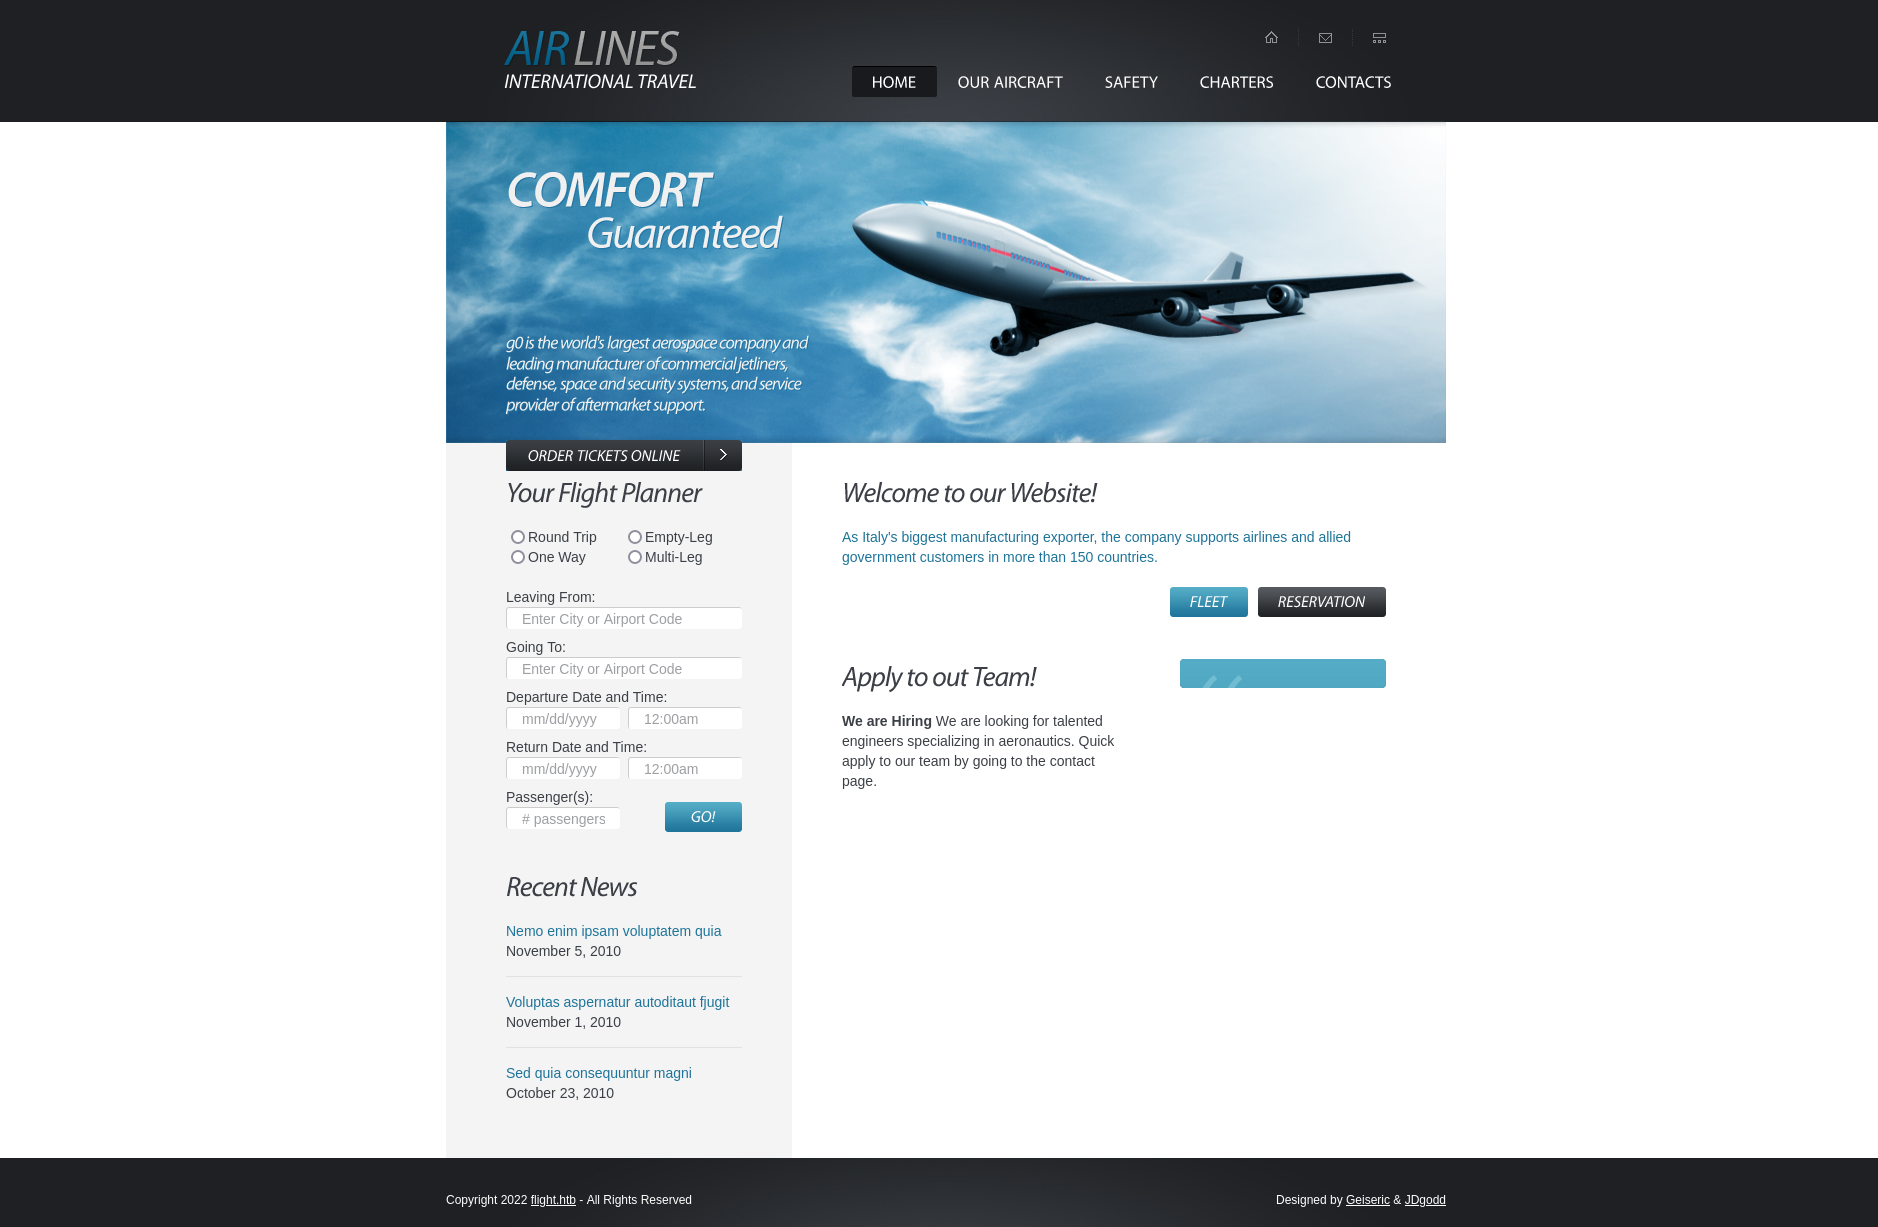 AIRLINES
INTERNATIONAL TRAVEL
HOME OUR AIRCRAFT SAFETY CHARTERS CONTACTS
COMFORT
Guaranteed
g0 is the world's largest aerospace company and
leading manufacturer of commercial jetliners,
defense, space and security systems, and service
provider of aftermarket support.
ORDER TICKETS ONLINE
Your Flight Planner
Round Trip Empty-Leg
One Way Multi-Leg
Leaving From:
Enter City or Airport Code
Going To:
Enter City or Airport Code
Departure Date and Time:
mm/dd/yyyy 12:00am
Return Date and Time:
mm/dd/yyyy 12:00am
Passenger(s):
# passengers
GO!
Recent News
Nemo enim ipsam voluptatem quia
November 5, 2010
Voluptas aspernatur autoditaut fjugit
November 1, 2010
Sed quia consequuntur magni
October 23, 2010
Welcome to our Website!
As Italy's biggest manufacturing exporter, the company supports airlines and allied
government customers in more than 150 countries.
FLEET RESERVATION
Apply to out Team!
We are Hiring We are looking for talented
engineers specializing in aeronautics. Quick
apply to our team by going to the contact
page.
Copyright 2022 flight.htb - All Rights Reserved
Designed by Geiseric & JDgodd